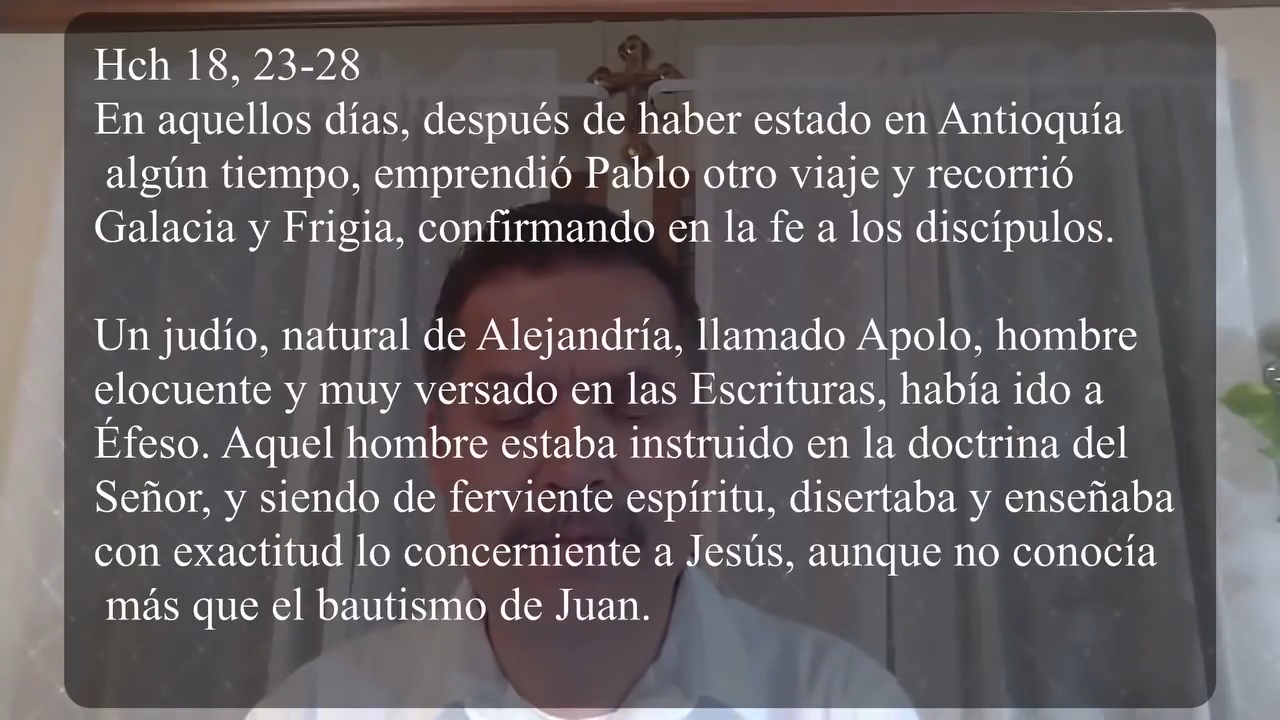 Hch 18, 23-28
En aquellos días, después de haber estado en Antioquía
algún tiempo, emprendió Pablo otro viaje y recorrió
Galacia y Frigia, confirmando en la fe a los discípulos.
Un judío, natural de Alejandría, llamado Apolo, hombre
elocuente y muy versado en las Escrituras, había ido a
Éfeso. Aquel hombre estaba instruido en la doctrina del
Señor, y siendo de ferviente espíritu, disertaba y enseñaba
con exactitud lo concerniente a Jesús, aunque no conocía
más que el bautismo de Juan.